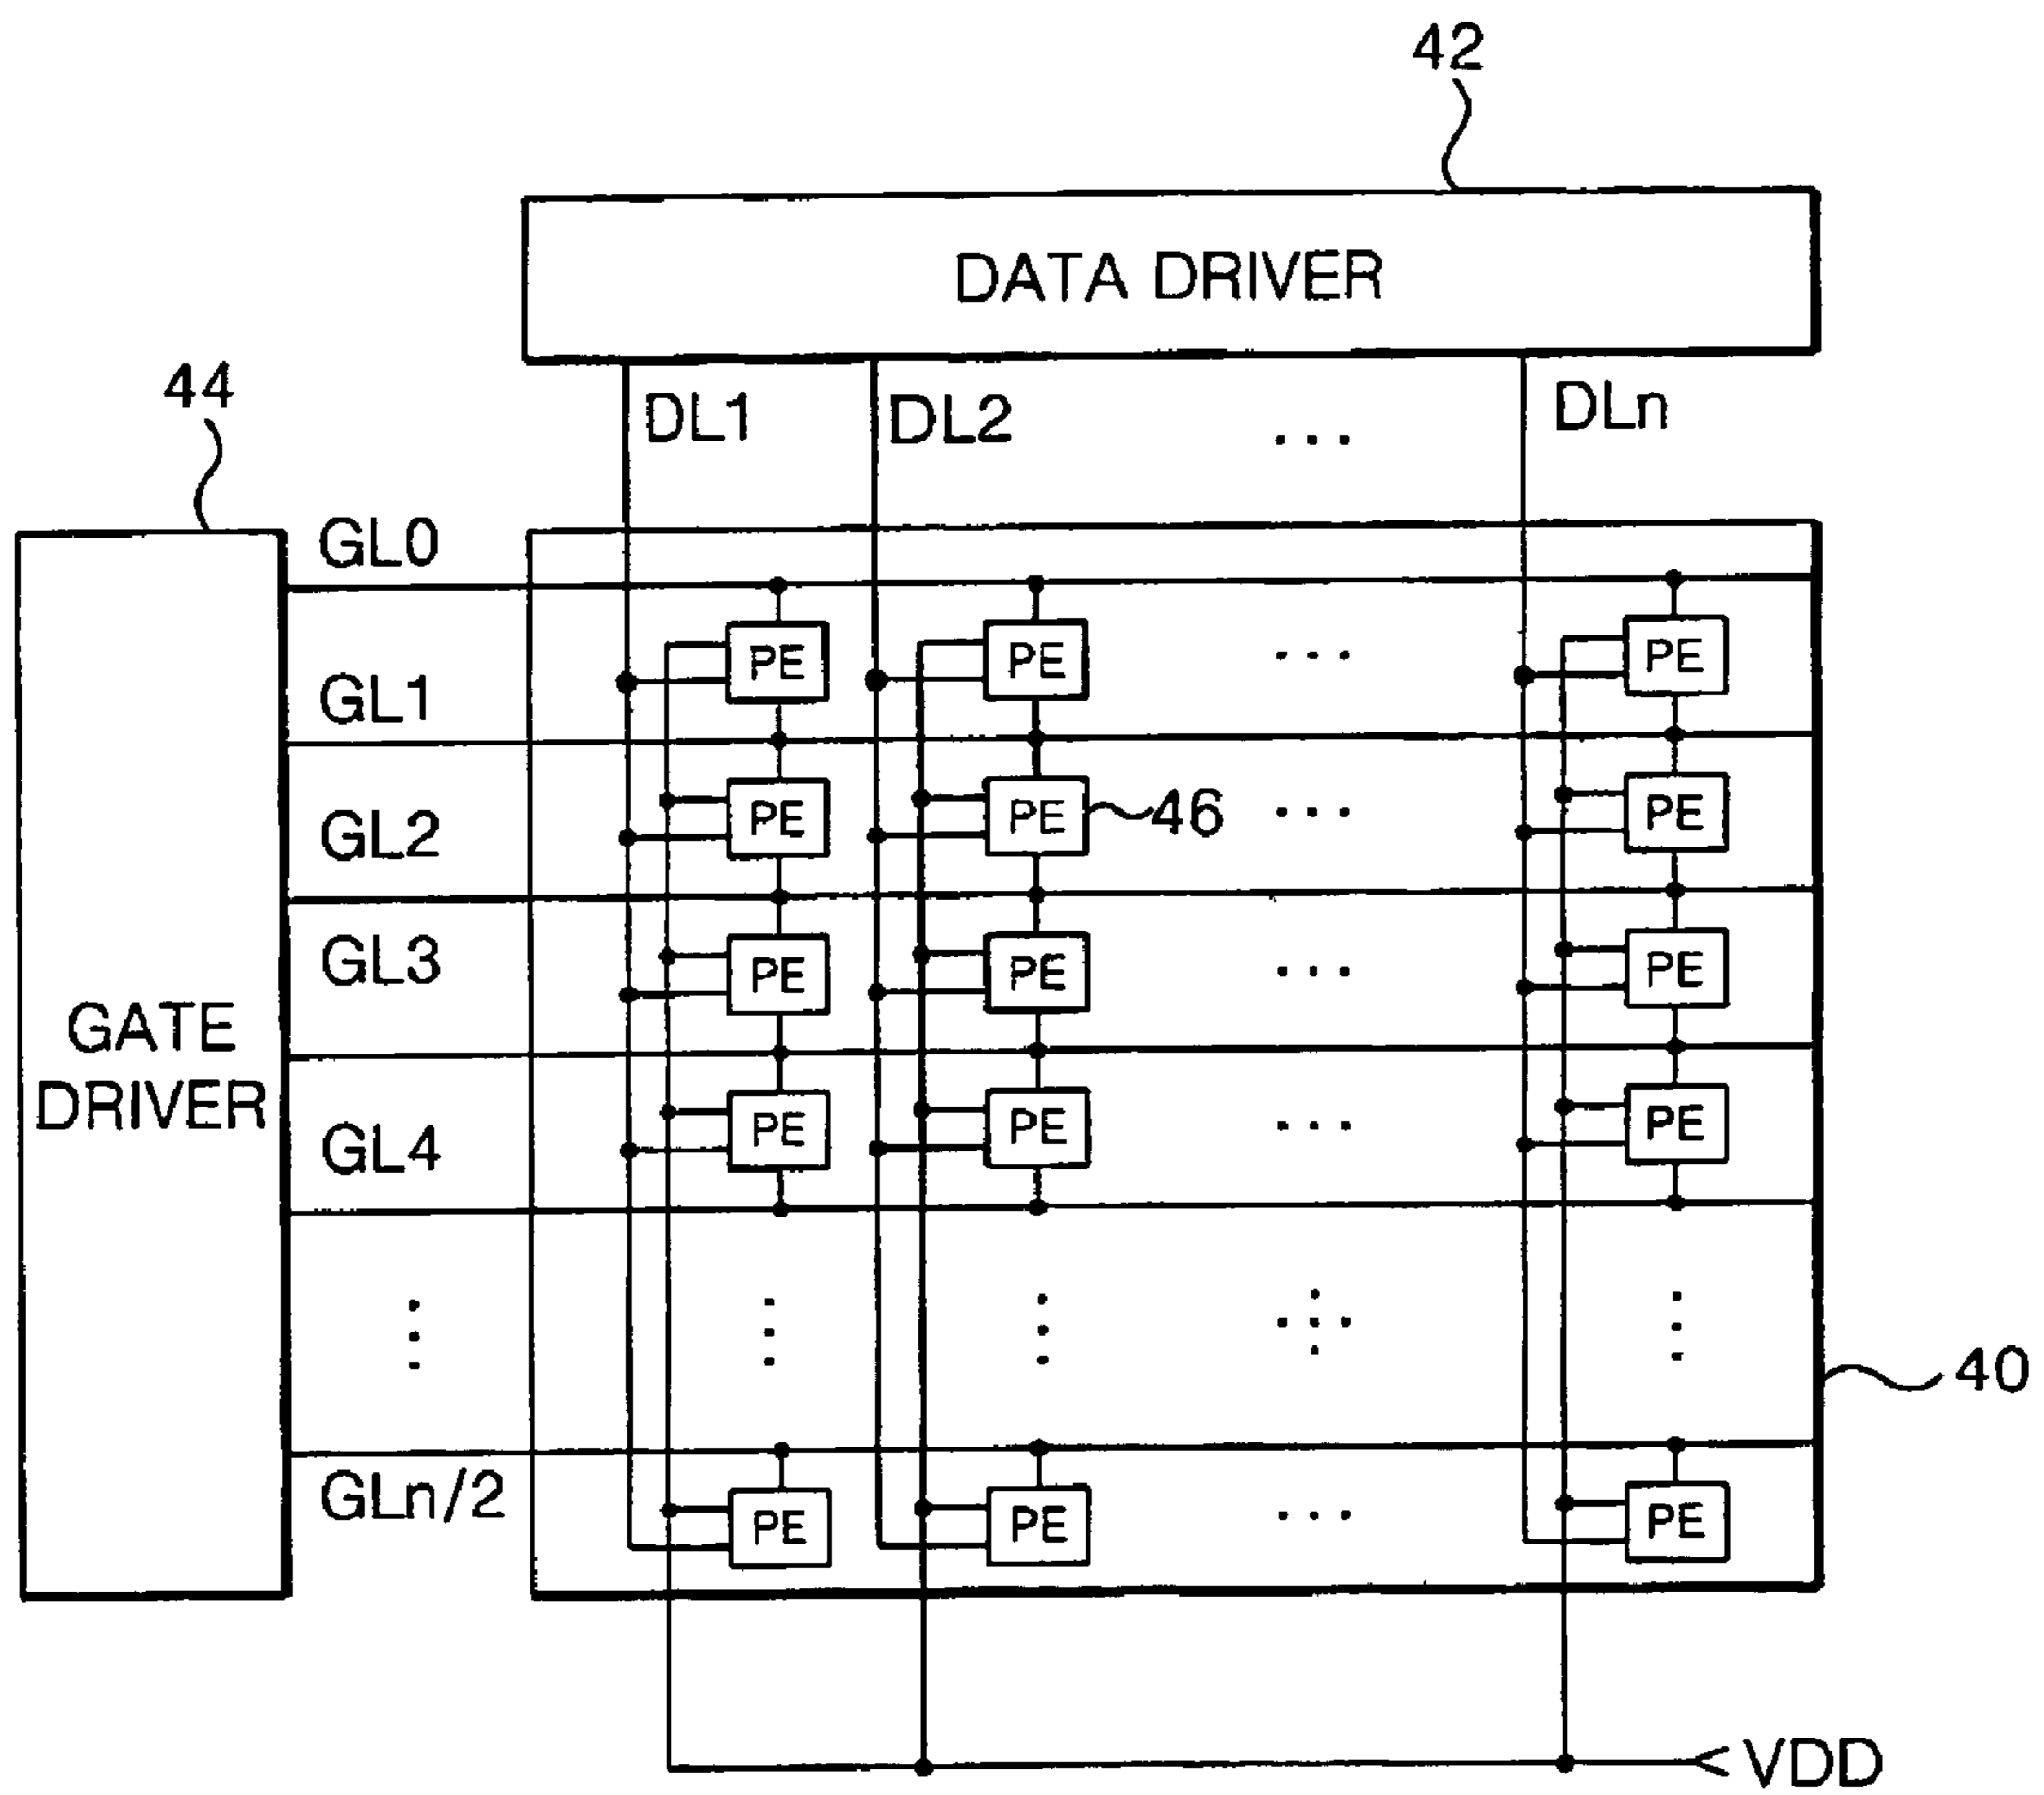 42
DATA DRIVER
44
DL1 DL2 ... DLn
GL0
PE PE ... PE
GL1
PE PE 46 ... PE
GL2
PE PE ... PE
GL3
GATE
DRIVER
PE PE ... PE
GL4
40
GLn/2
PE PE ... PE
VDD